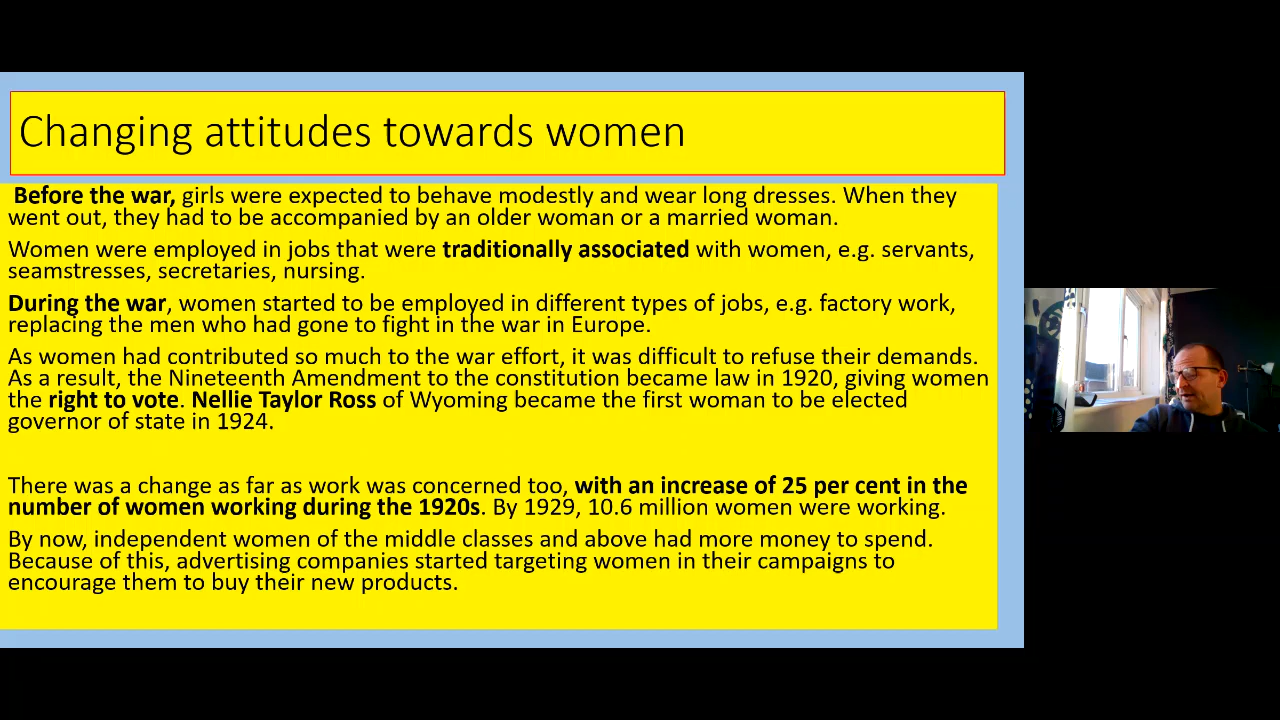 Changing attitudes towards women
Before the war, girls were expected to behave modestly and wear long dresses. When they
went out, they had to be accompanied by an older woman or a married woman.
Women were employed in jobs that were traditionally associated with women, e.g. servants,
seamstresses, secretaries, nursing.
During the war, women started to be employed in different types of jobs, e.g. factory work,
replacing the men who had gone to fight in the war in Europe.
As women had contributed so much to the war effort, it was difficult to refuse their demands.
As a result, the Nineteenth Amendment to the constitution became law in 1920, giving women
the right to vote. Nellie Taylor Ross of Wyoming became the first woman to be elected
governor of state in 1924.
There was a change as far as work was concerned too, with an increase of 25 per cent in the
number of women working during the 1920s. By 1929, 10.6 million women were working.
By now, independent women of the middle classes and above had more money to spend.
Because of this, advertising companies started targeting women in their campaigns to
encourage them to buy their new products.